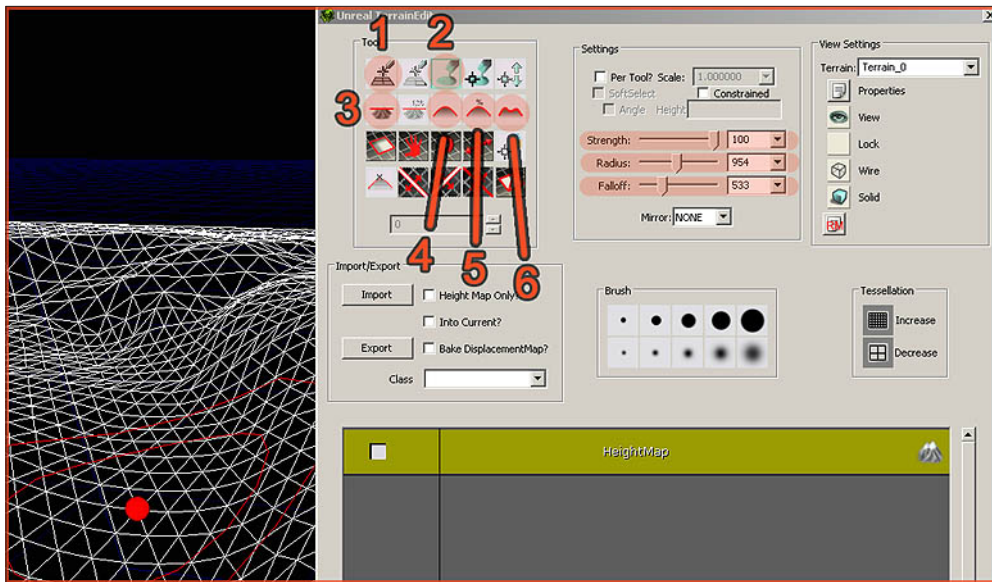 Unreal TerrainEdit
Tool
1
2
3
4
5
6
0
Settings
Per Tool? Scale: 1.000000
SoftSelect
Constrained
Angle Height
Strength: 100
Radius: 954
Falloff: 533
Mirror: NONE
View Settings
Terrain: Terrain_0
Properties
View
Lock
Wire
Solid
RM
Import/Export
Import
Height Map Only?
Into Current?
Export
Bake DisplacementMap?
Class
Brush
Tessellation
Increase
Decrease
HeightMap